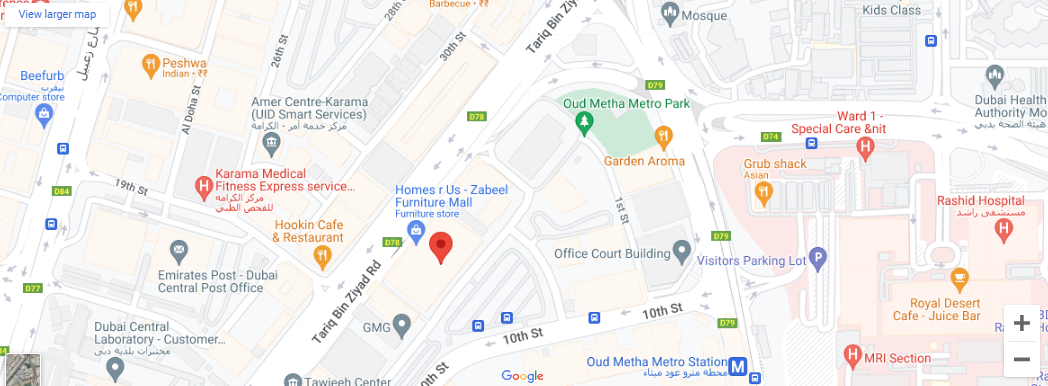 View larger map
Barbecue • ₹₹
28th St
Mosque
Kids Class
Tariq Bin Ziyad
30th St
26th St
شارع زعبيل
Peshwa
Indian • ₹₹
Beefurb
بيفرب
Computer store
Al Doha St
Amer Centre-Karama
(UID Smart Services)
مركز خدمة آمر - الكرامة
D78
D79
Oud Metha Metro Park
Garden Aroma
Dubai Health
Authority
هيئة الصحة بدبي
Ward 1 -
Special Care &nit
D74
Grub shack
Asian
Karama Medical
Fitness Express service...
مركز الكرامه
للفحص الطبي
D84
19th St
Homes r Us - Zabeel
Furniture Mall
Furniture store
1st St
Rashid Hospital
مستشفى راشد
Hookin Cafe
& Restaurant
D78
D79
Office Court Building
Visitors Parking Lot
Emirates Post - Dubai
Central Post Office
D77
Tariq Bin Ziyad Rd
Royal Desert
Cafe - Juice Bar
10th St
10th St
D79
GMG
Dubai Central
Laboratory - Customer...
مختبرات بلدية دبي
MRI Section
Oud Metha Metro Station
محطة مترو عود ميثاء
Tawjeeh Center
Google